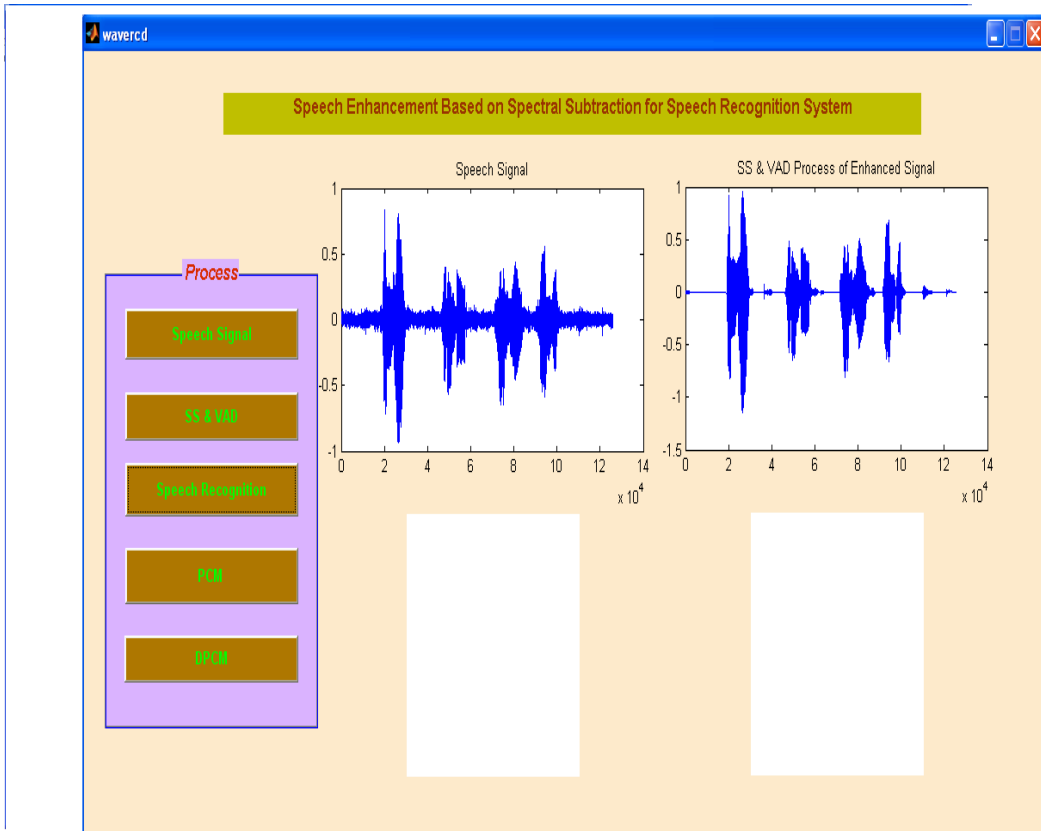 wavercd
Speech Enhancement Based on Spectral Subtraction for Speech Recognition System
Process
Speech Signal
SS & VAD
Speech Recognition
PCM
DPCM
Speech Signal
1
0.5
0
-0.5
-1
0 2 4 6 8 10 12 14
x 10^4
SS & VAD Process of Enhanced Signal
1
0.5
0
-0.5
-1
-1.5
0 2 4 6 8 10 12 14
x 10^4